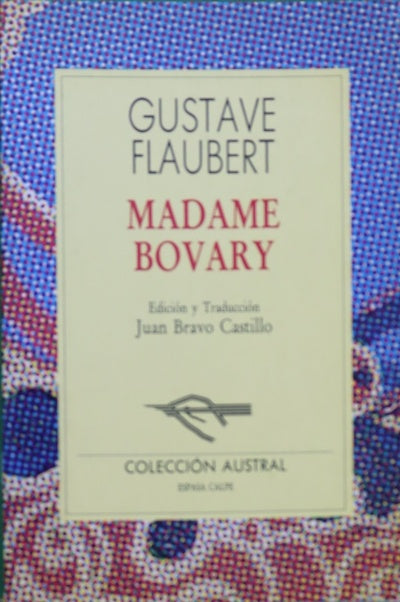 GUSTAVE
FLAUBERT
MADAME
BOVARY
Edición y Traducción
Juan Bravo Castillo
COLECCIÓN AUSTRAL
ESPASA CALPE